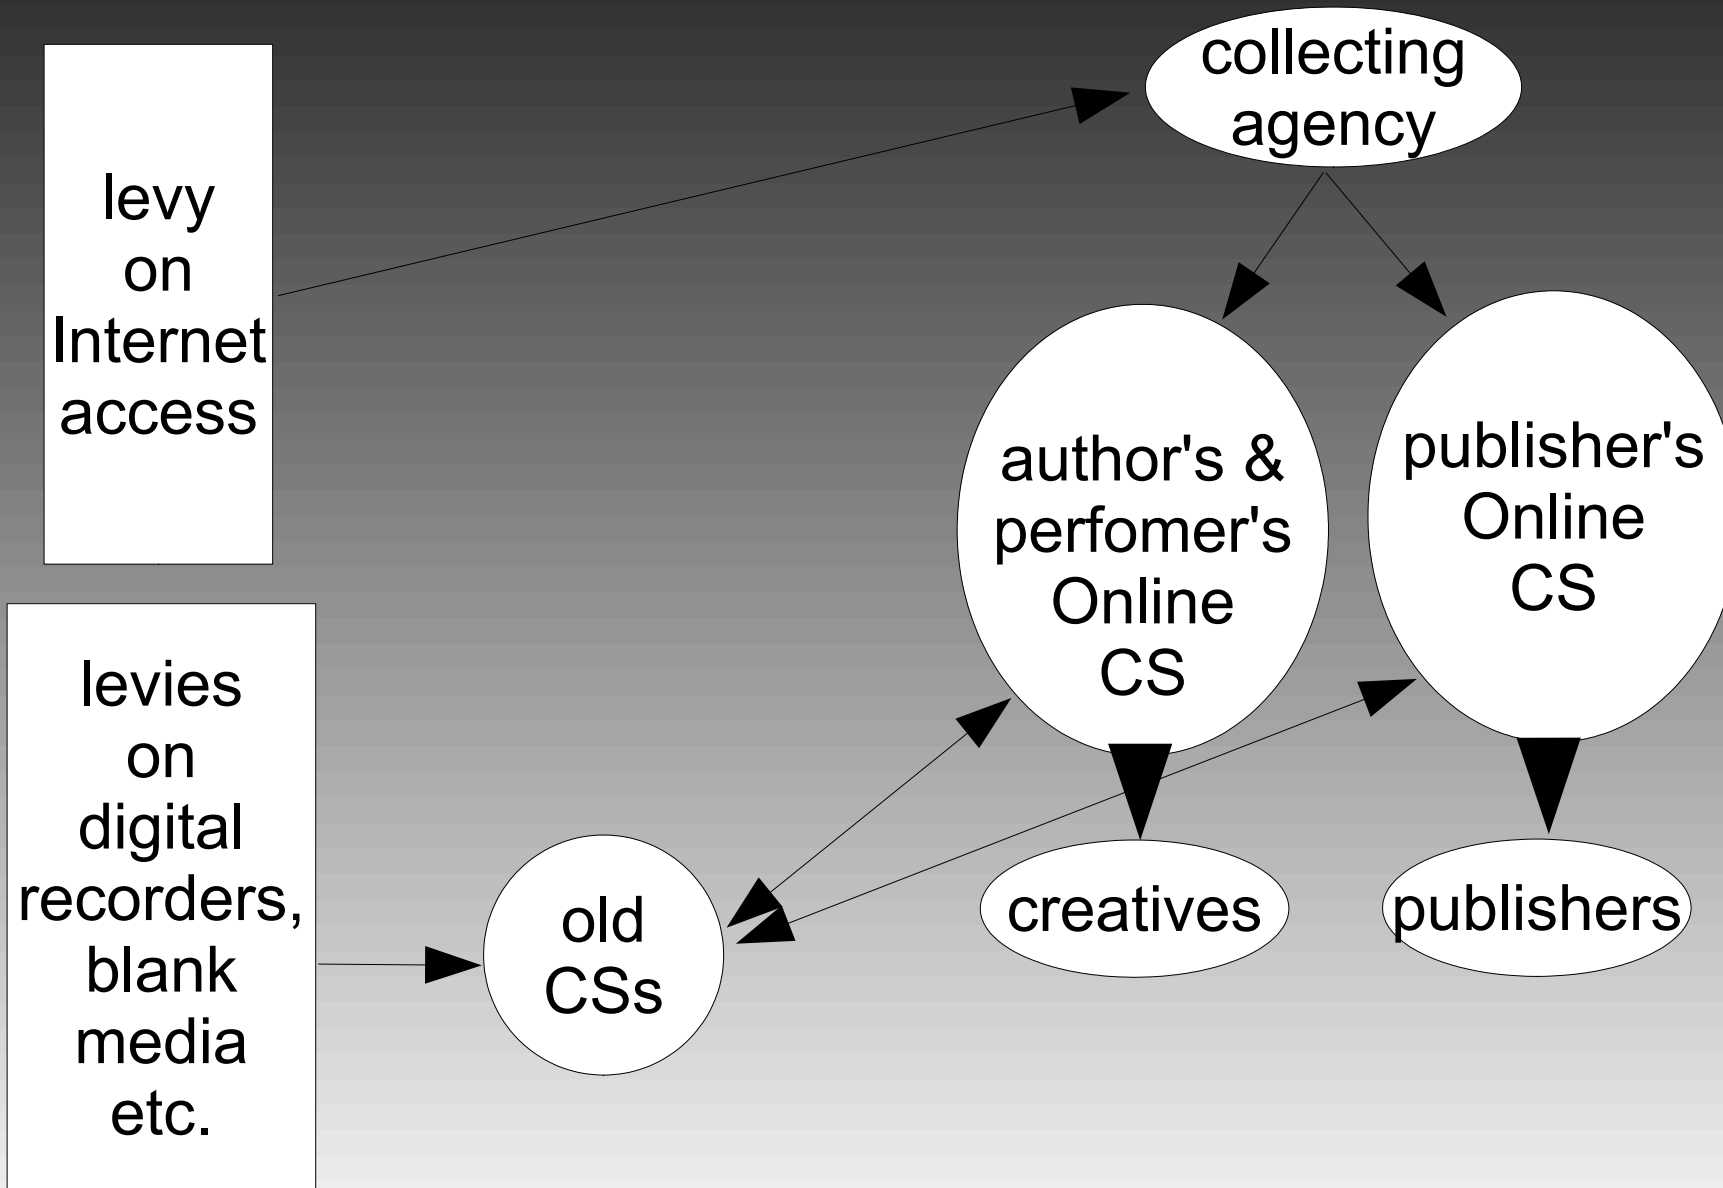 collecting
agency
levy
on
Internet
access
author's &
perfomer's
Online
CS
publisher's
Online
CS
levies
on
digital
recorders,
blank
media
etc.
old
CSs
creatives
publishers